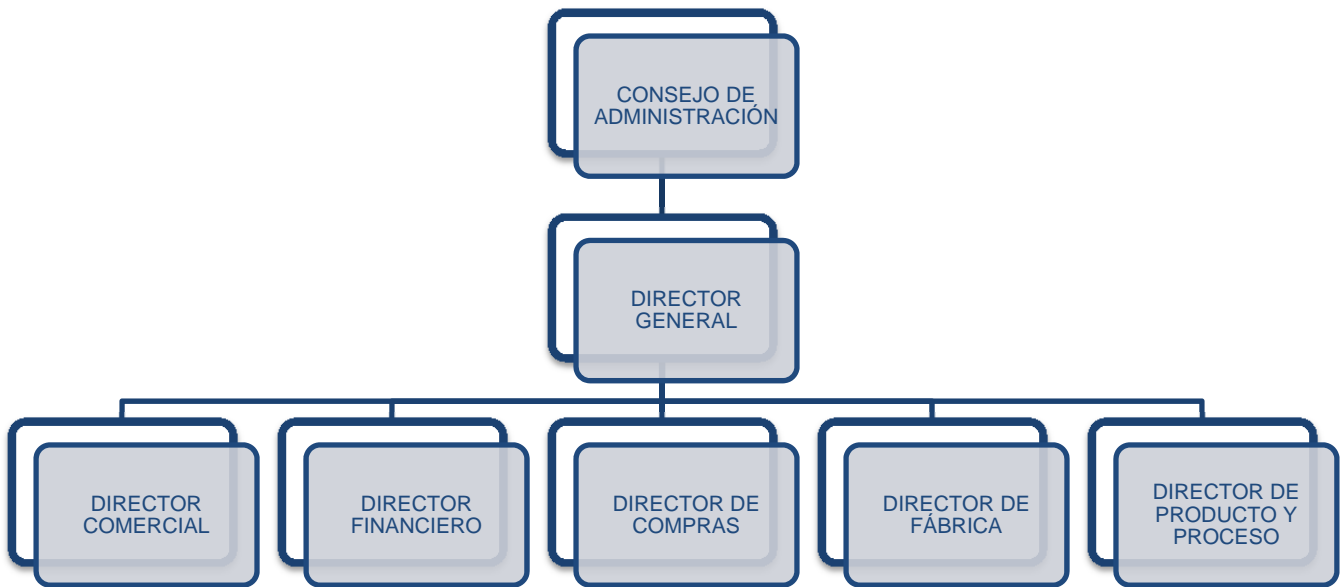 CONSEJO DE
ADMINISTRACIÓN
DIRECTOR
GENERAL
DIRECTOR
COMERCIAL
DIRECTOR
FINANCIERO
DIRECTOR DE
COMPRAS
DIRECTOR DE
FÁBRICA
DIRECTOR DE
PRODUCTO Y
PROCESO